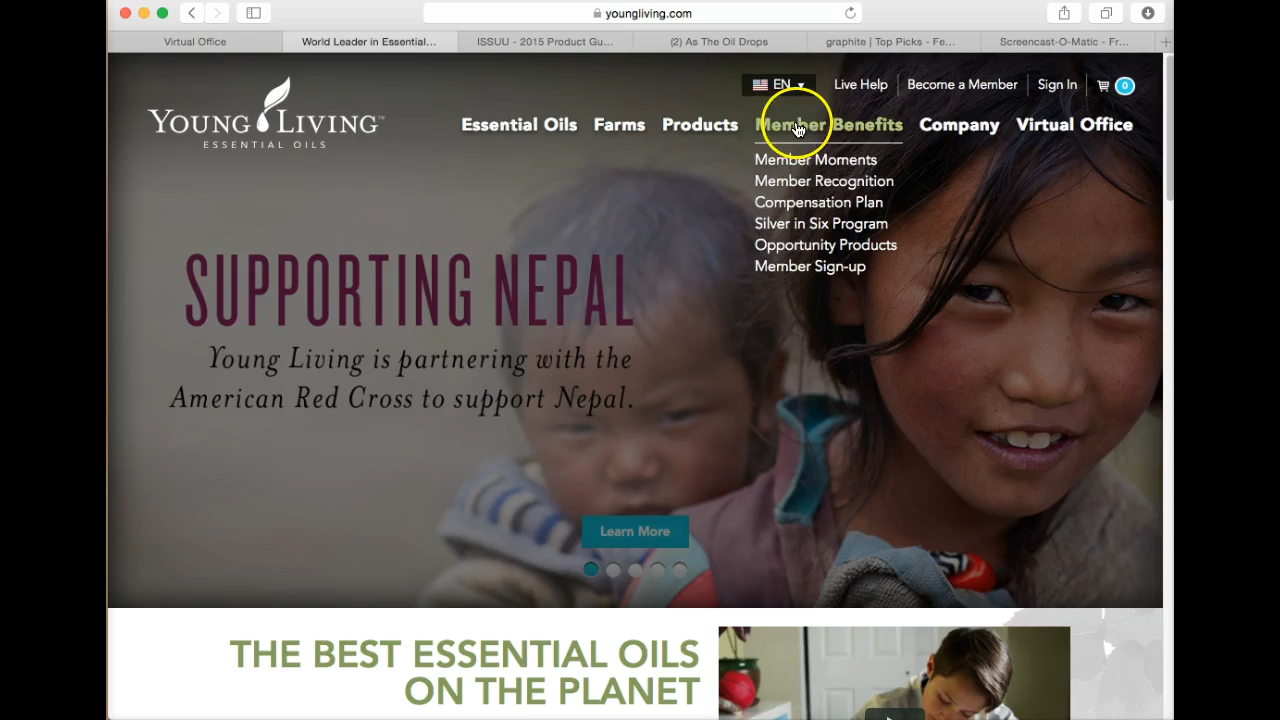 youngliving.com
Virtual Office
World Leader in Essential...
ISSUU - 2015 Product Gu...
(2) As The Oil Drops
graphite | Top Picks - Fe...
Screencast-O-Matic - Fr...
EN
Live Help
Become a Member
Sign In
0
YOUNG LIVING™
ESSENTIAL OILS
Essential Oils
Farms
Products
Member Benefits
Company
Virtual Office
Member Moments
Member Recognition
Compensation Plan
Silver in Six Program
Opportunity Products
Member Sign-up
SUPPORTING NEPAL
Young Living is partnering with the
American Red Cross to support Nepal.
Learn More
THE BEST ESSENTIAL OILS
ON THE PLANET